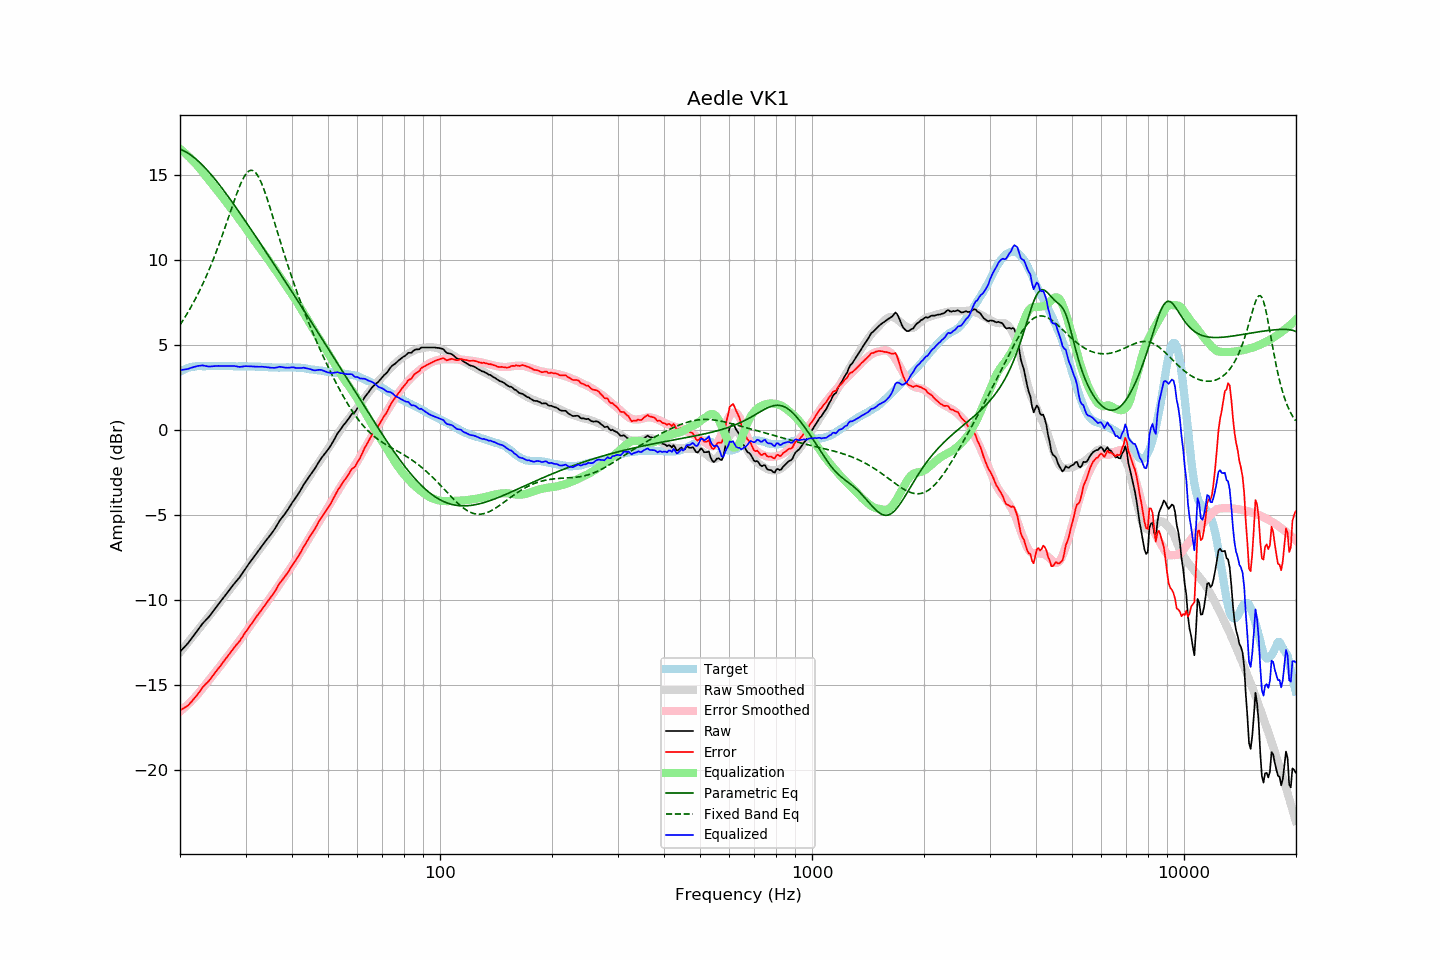 Aedle VK1
15
10
5
0
−5
−10
−15
−20
Amplitude (dBr)
100
1000
10000
Frequency (Hz)
Target
Raw Smoothed
Error Smoothed
Raw
Error
Equalization
Parametric Eq
Fixed Band Eq
Equalized